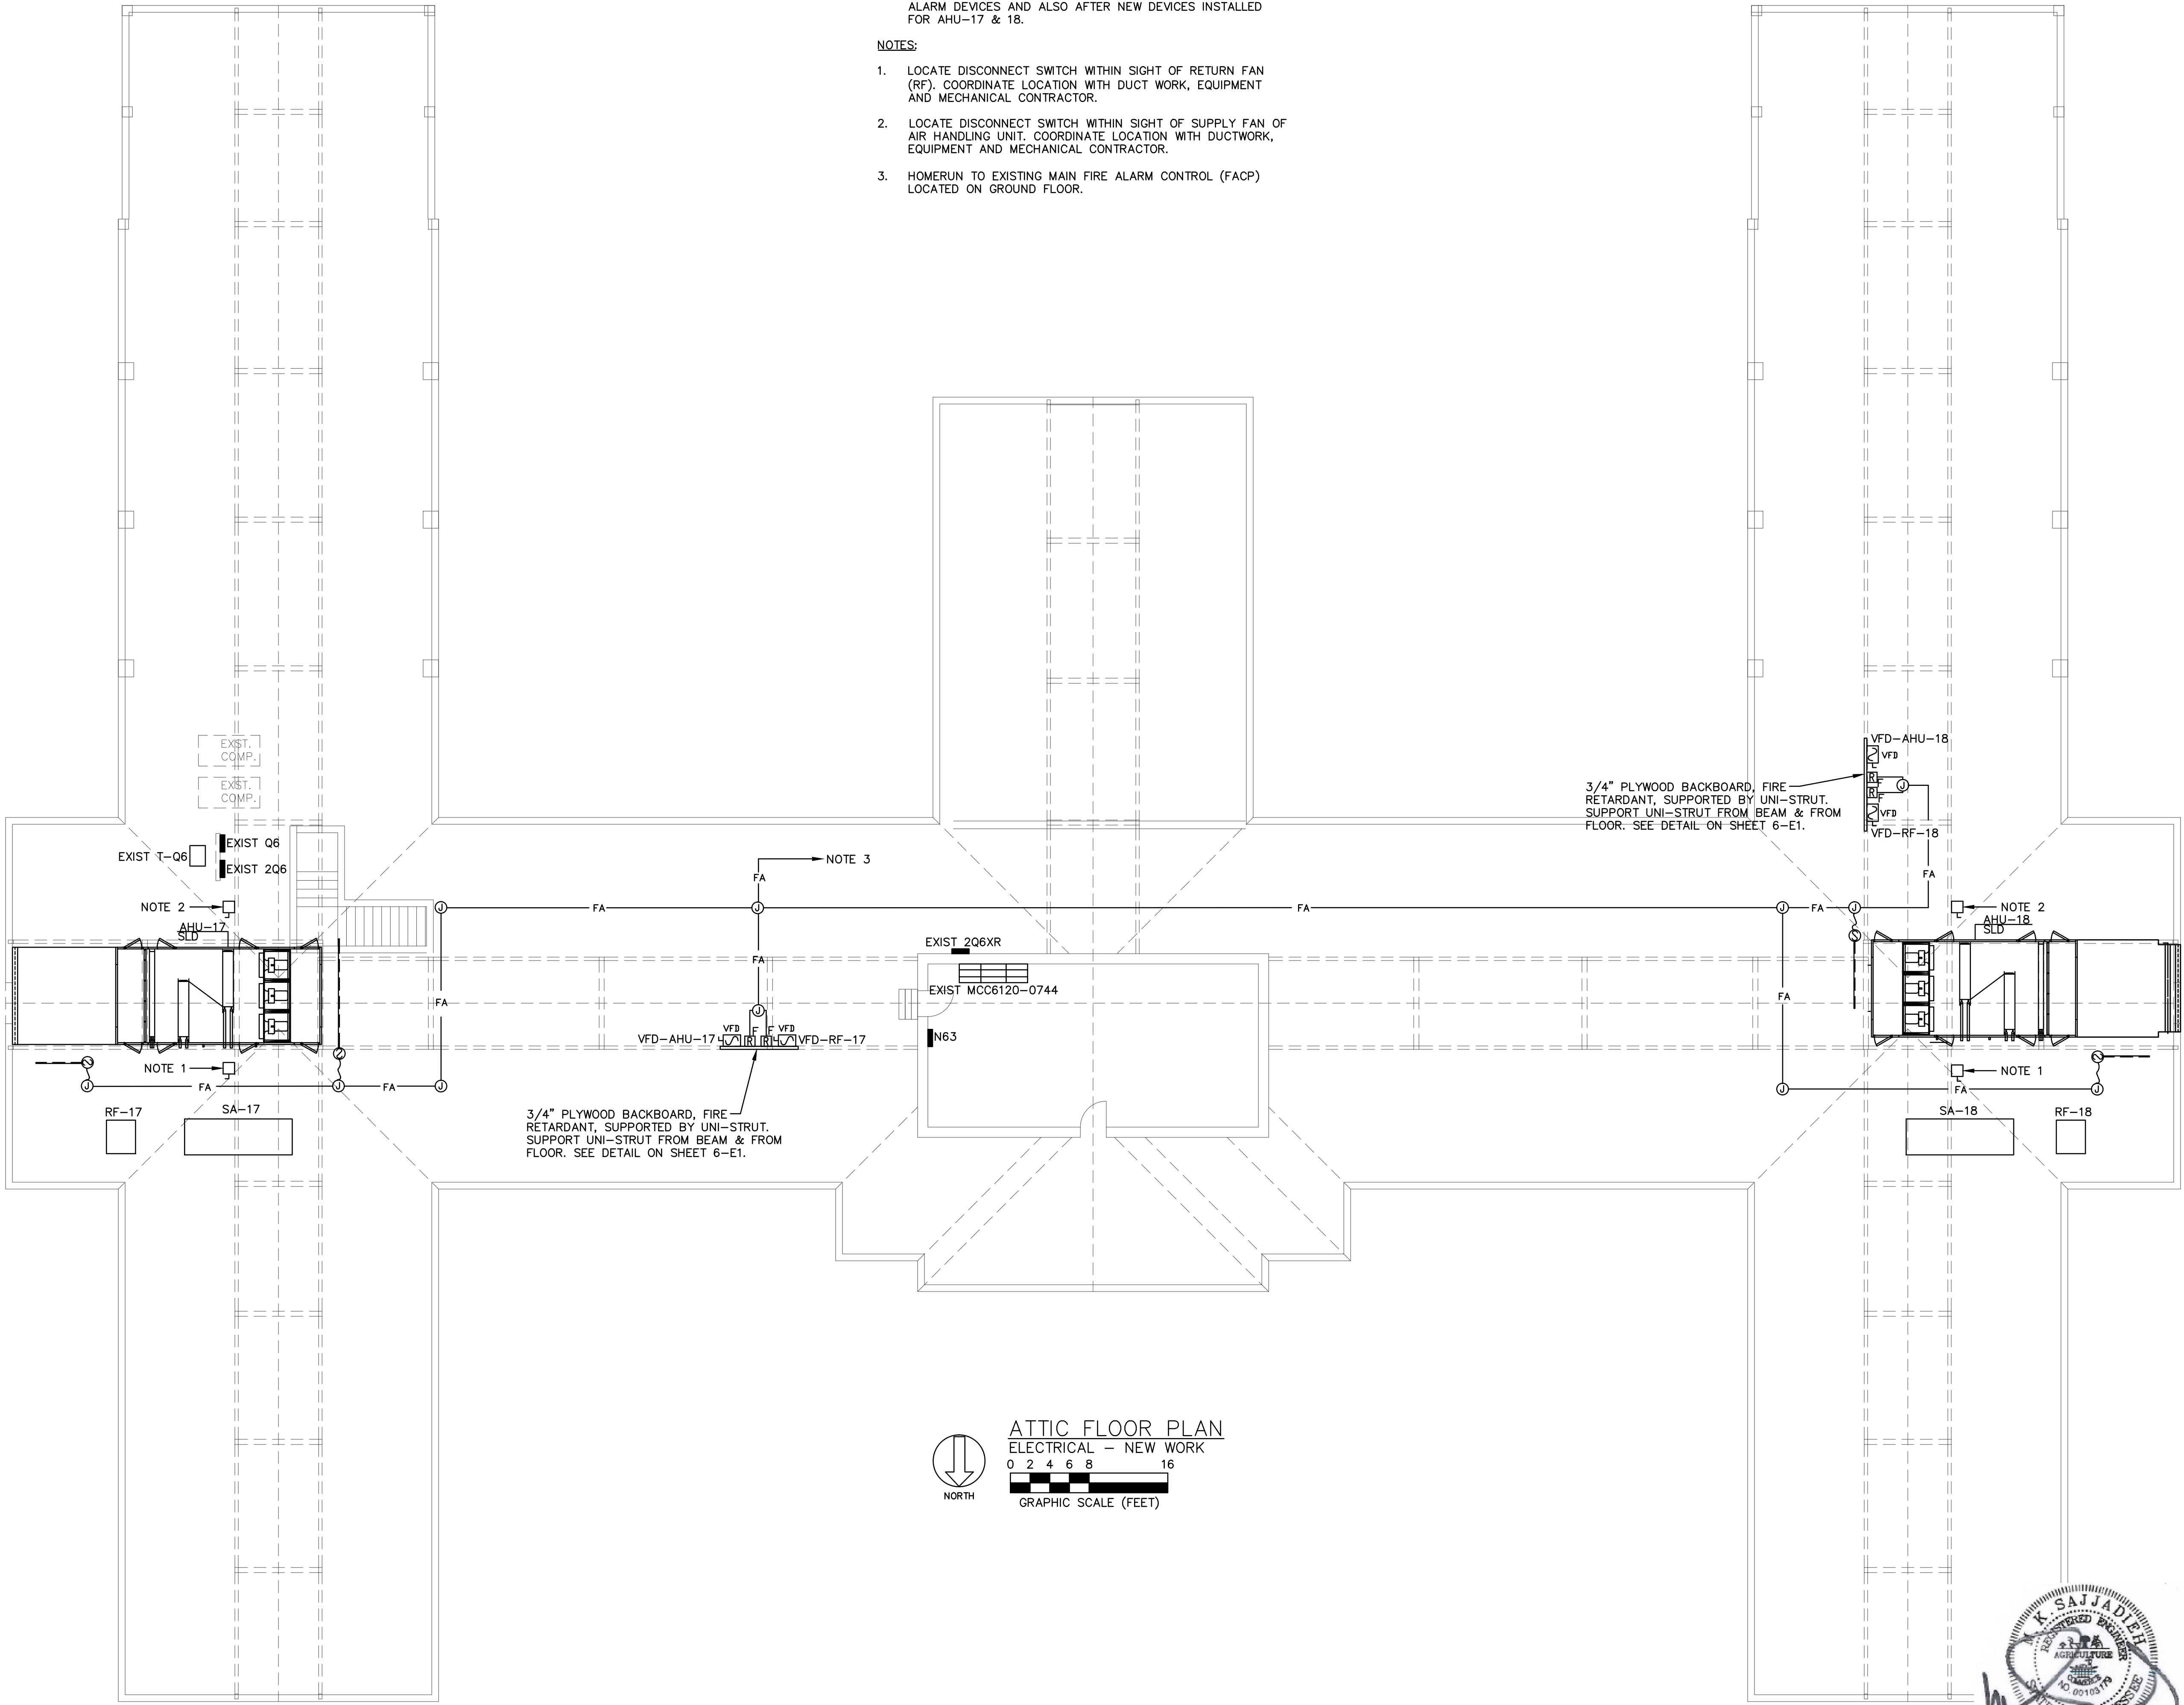 ALARM DEVICES AND ALSO AFTER NEW DEVICES INSTALLED
FOR AHU-17 & 18.
NOTES:
1. LOCATE DISCONNECT SWITCH WITHIN SIGHT OF RETURN FAN
(RF). COORDINATE LOCATION WITH DUCT WORK, EQUIPMENT
AND MECHANICAL CONTRACTOR.
2. LOCATE DISCONNECT SWITCH WITHIN SIGHT OF SUPPLY FAN OF
AIR HANDLING UNIT. COORDINATE LOCATION WITH DUCTWORK,
EQUIPMENT AND MECHANICAL CONTRACTOR.
3. HOMERUN TO EXISTING MAIN FIRE ALARM CONTROL (FACP)
LOCATED ON GROUND FLOOR.
EXST.
COMP.
EXST.
COMP.
EXIST Q6
EXIST T-Q6
EXIST 2Q6
NOTE 2
AHU-17
SLD
NOTE 1
J
FA
J
FA
J
RF-17
SA-17
J
FA
FA
J
FA
NOTE 3
FA
J
VFD-AHU-17
VFD
R
F
R
F
VFD
VFD-RF-17
3/4" PLYWOOD BACKBOARD, FIRE
RETARDANT, SUPPORTED BY UNI-STRUT.
SUPPORT UNI-STRUT FROM BEAM & FROM
FLOOR. SEE DETAIL ON SHEET 6-E1.
EXIST 2Q6XR
EXIST MCC6120-0744
N63
FA
VFD-AHU-18
VFD
R
F
R
F
J
VFD
VFD-RF-18
3/4" PLYWOOD BACKBOARD, FIRE
RETARDANT, SUPPORTED BY UNI-STRUT.
SUPPORT UNI-STRUT FROM BEAM & FROM
FLOOR. SEE DETAIL ON SHEET 6-E1.
FA
J
FA
J
NOTE 2
AHU-18
SLD
FA
NOTE 1
J
FA
J
SA-18
RF-18
NORTH
ATTIC FLOOR PLAN
ELECTRICAL - NEW WORK
0 2 4 6 8 16
GRAPHIC SCALE (FEET)
M. K. SAJJADIEH
REGISTERED ENGINEER
AGRICULTURE
COMMERCE
NO. 00103179